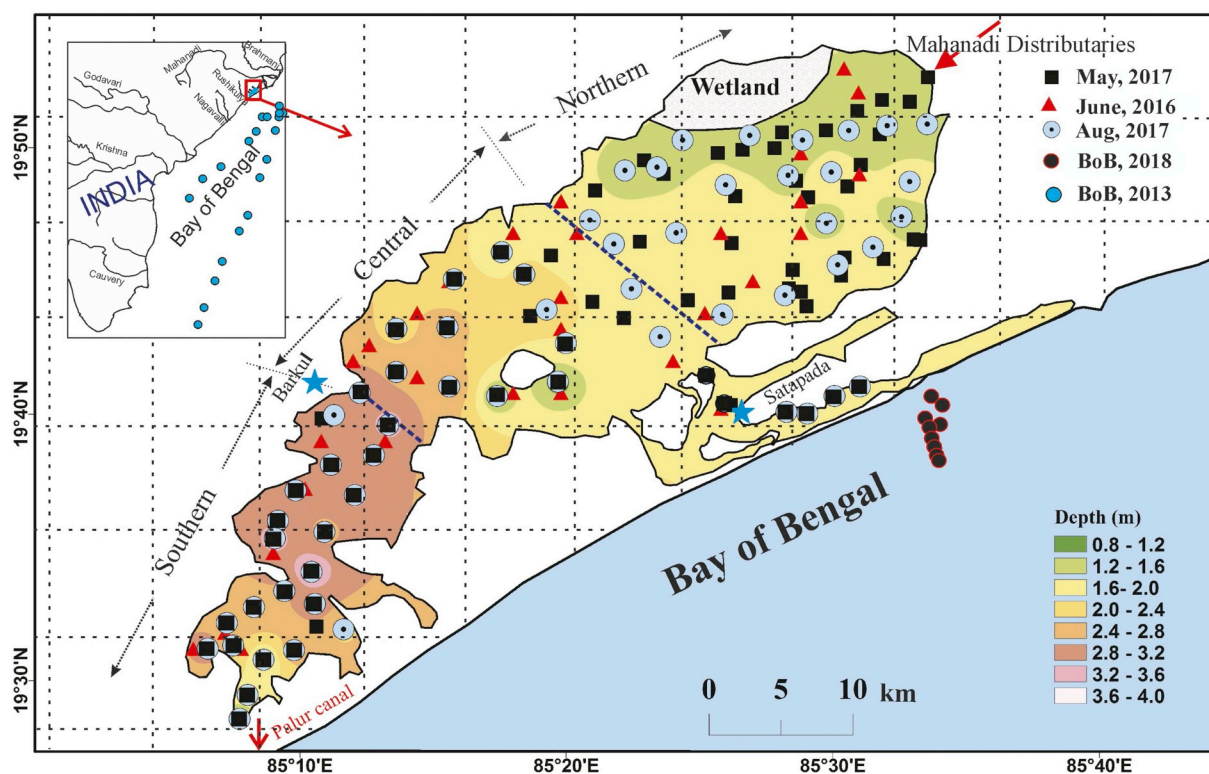 Mahanadi
Brahmani
Godavari
Rushikulya
Nagavali
Krishna
INDIA
Bay of Bengal
Cauvery
Northern
Wetland
Mahanadi Distributaries
May, 2017
June, 2016
Aug, 2017
BoB, 2018
BoB, 2013
Central
Barkul
Satapada
Southern
Bay of Bengal
Palur canal
Depth (m)
0.8 - 1.2
1.2 - 1.6
1.6- 2.0
2.0 - 2.4
2.4 - 2.8
2.8 - 3.2
3.2 - 3.6
3.6 - 4.0
0 5 10 km
19°50'N
19°40'N
19°30'N
85°10'E 85°20'E 85°30'E 85°40'E